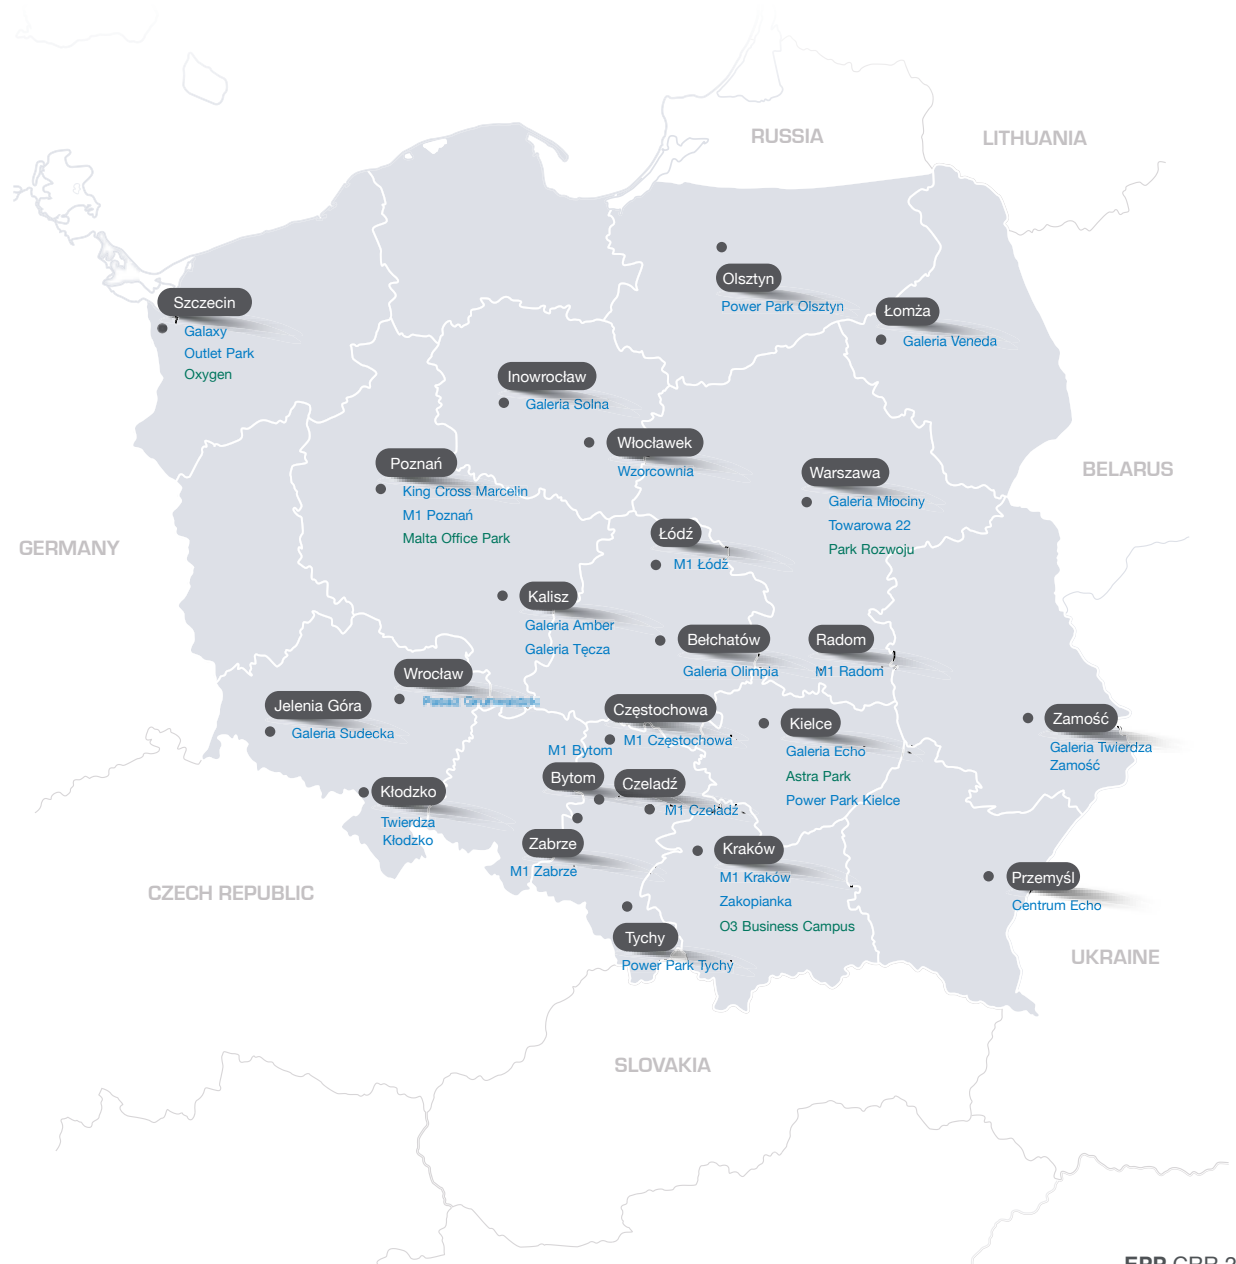 RUSSIA
LITHUANIA
Olsztyn
Power Park Olsztyn
Szczecin
Galaxy
Outlet Park
Oxygen
Łomża
Galeria Veneda
Inowrocław
Galeria Solna
Włocławek
Wzorcownia
Poznań
King Cross Marcelin
M1 Poznań
Malta Office Park
Warszawa
Galeria Młociny
Towarowa 22
Park Rozwoju
BELARUS
GERMANY
Łódź
M1 Łódź
Kalisz
Galeria Amber
Galeria Tęcza
Bełchatów
Galeria Olimpia
Radom
M1 Radom
Wrocław
Pasaż Grunwaldzki
Jelenia Góra
Galeria Sudecka
Częstochowa
M1 Częstochowa
Kielce
Galeria Echo
Astra Park
Power Park Kielce
Zamość
Galeria Twierdza
Zamość
M1 Bytom
Bytom
Czeladź
M1 Czeladź
Kłodzko
Twierdza
Kłodzko
Zabrze
M1 Zabrze
Kraków
M1 Kraków
Zakopianka
O3 Business Campus
Przemyśl
Centrum Echo
CZECH REPUBLIC
Tychy
Power Park Tychy
UKRAINE
SLOVAKIA